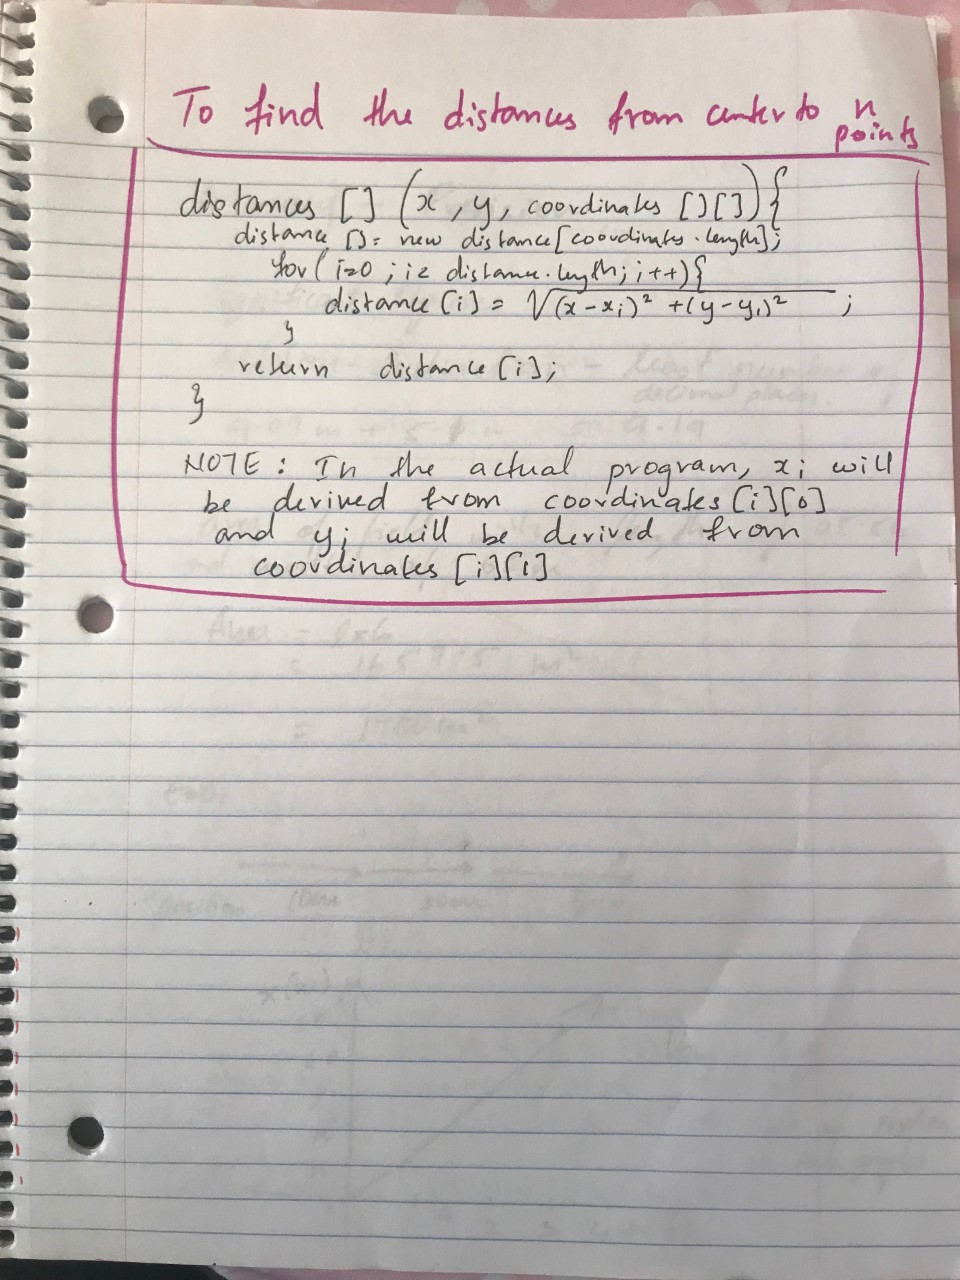 To find the distances from center to n
points
distances [] (x, y, coordinates [][]) {
distance [] = new distance[coordinates.length];
for(i=0; i< distance.length; i++){
distance [i] = √(x-xi)² +(y-yi)² ;
}
return distance [i];
}
NOTE : In the actual program, xi will
be derived from coordinates [i][0]
and yi will be derived from
coordinates [i][1]